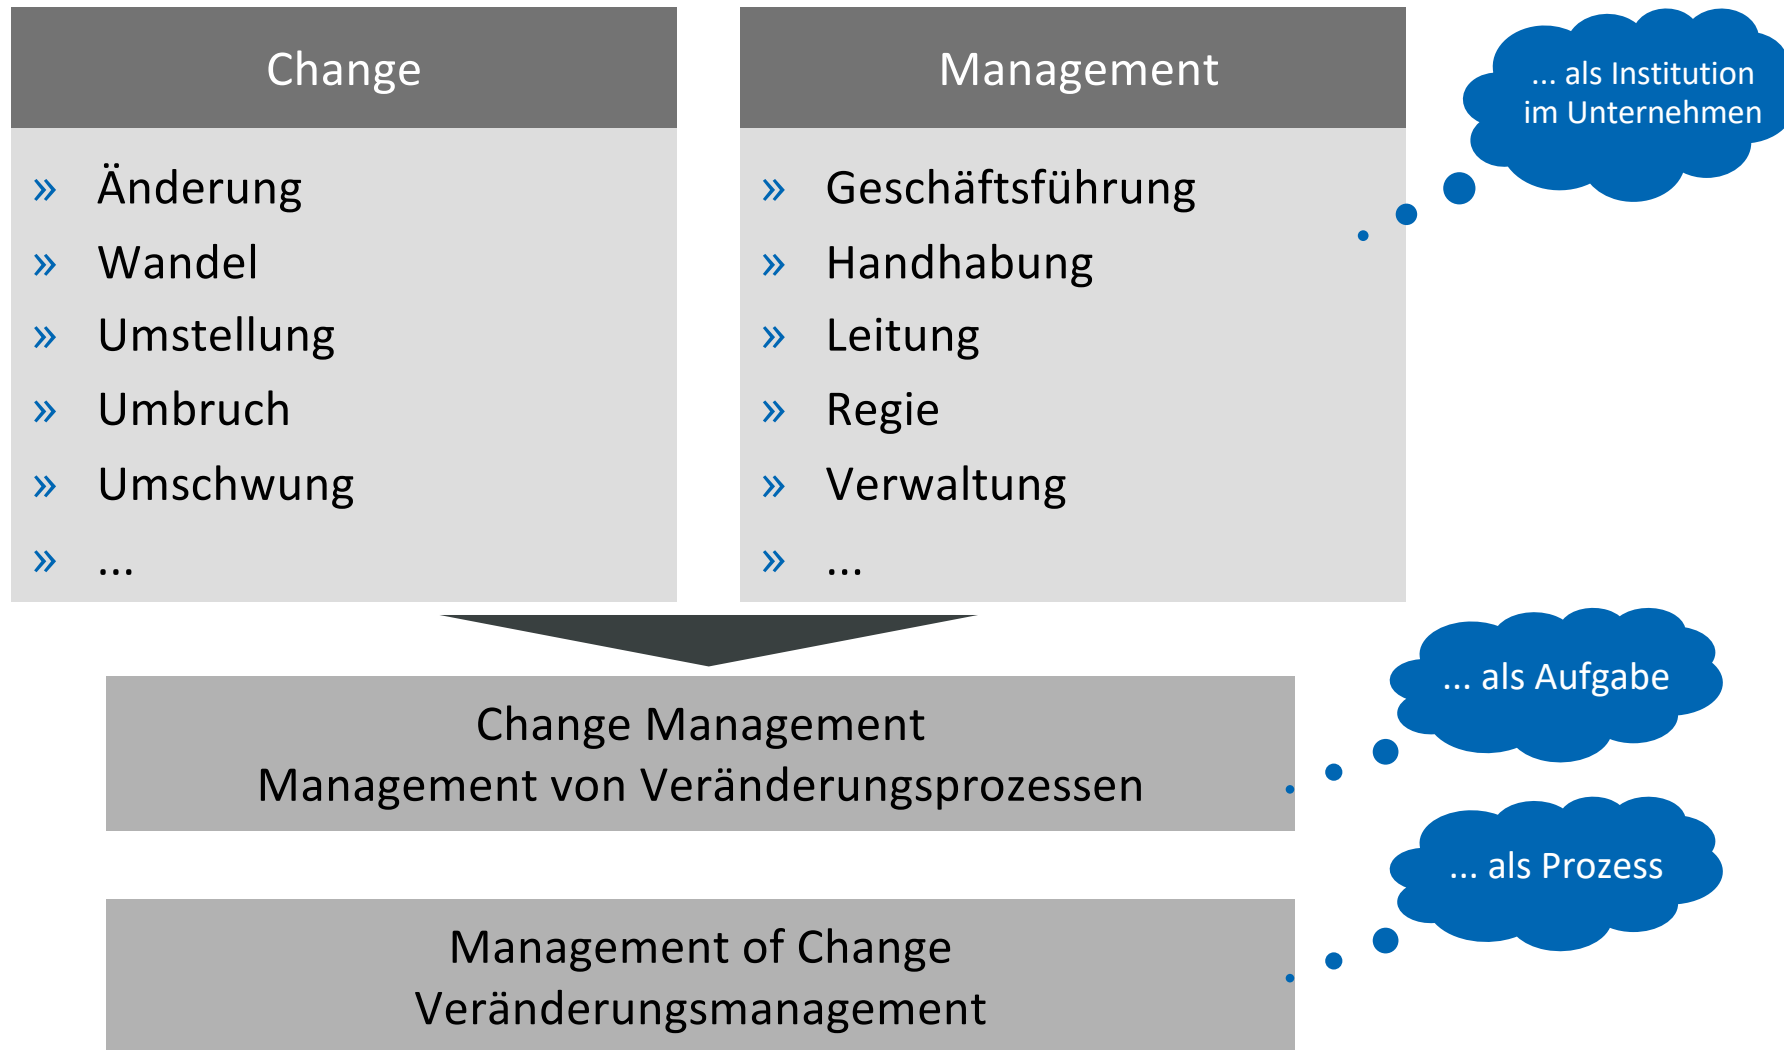 Change
» Änderung
» Wandel
» Umstellung
» Umbruch
» Umschwung
» ...
Management
» Geschäftsführung
» Handhabung
» Leitung
» Regie
» Verwaltung
» ...
... als Institution
im Unternehmen
Change Management
Management von Veränderungsprozessen
... als Aufgabe
Management of Change
Veränderungsmanagement
... als Prozess